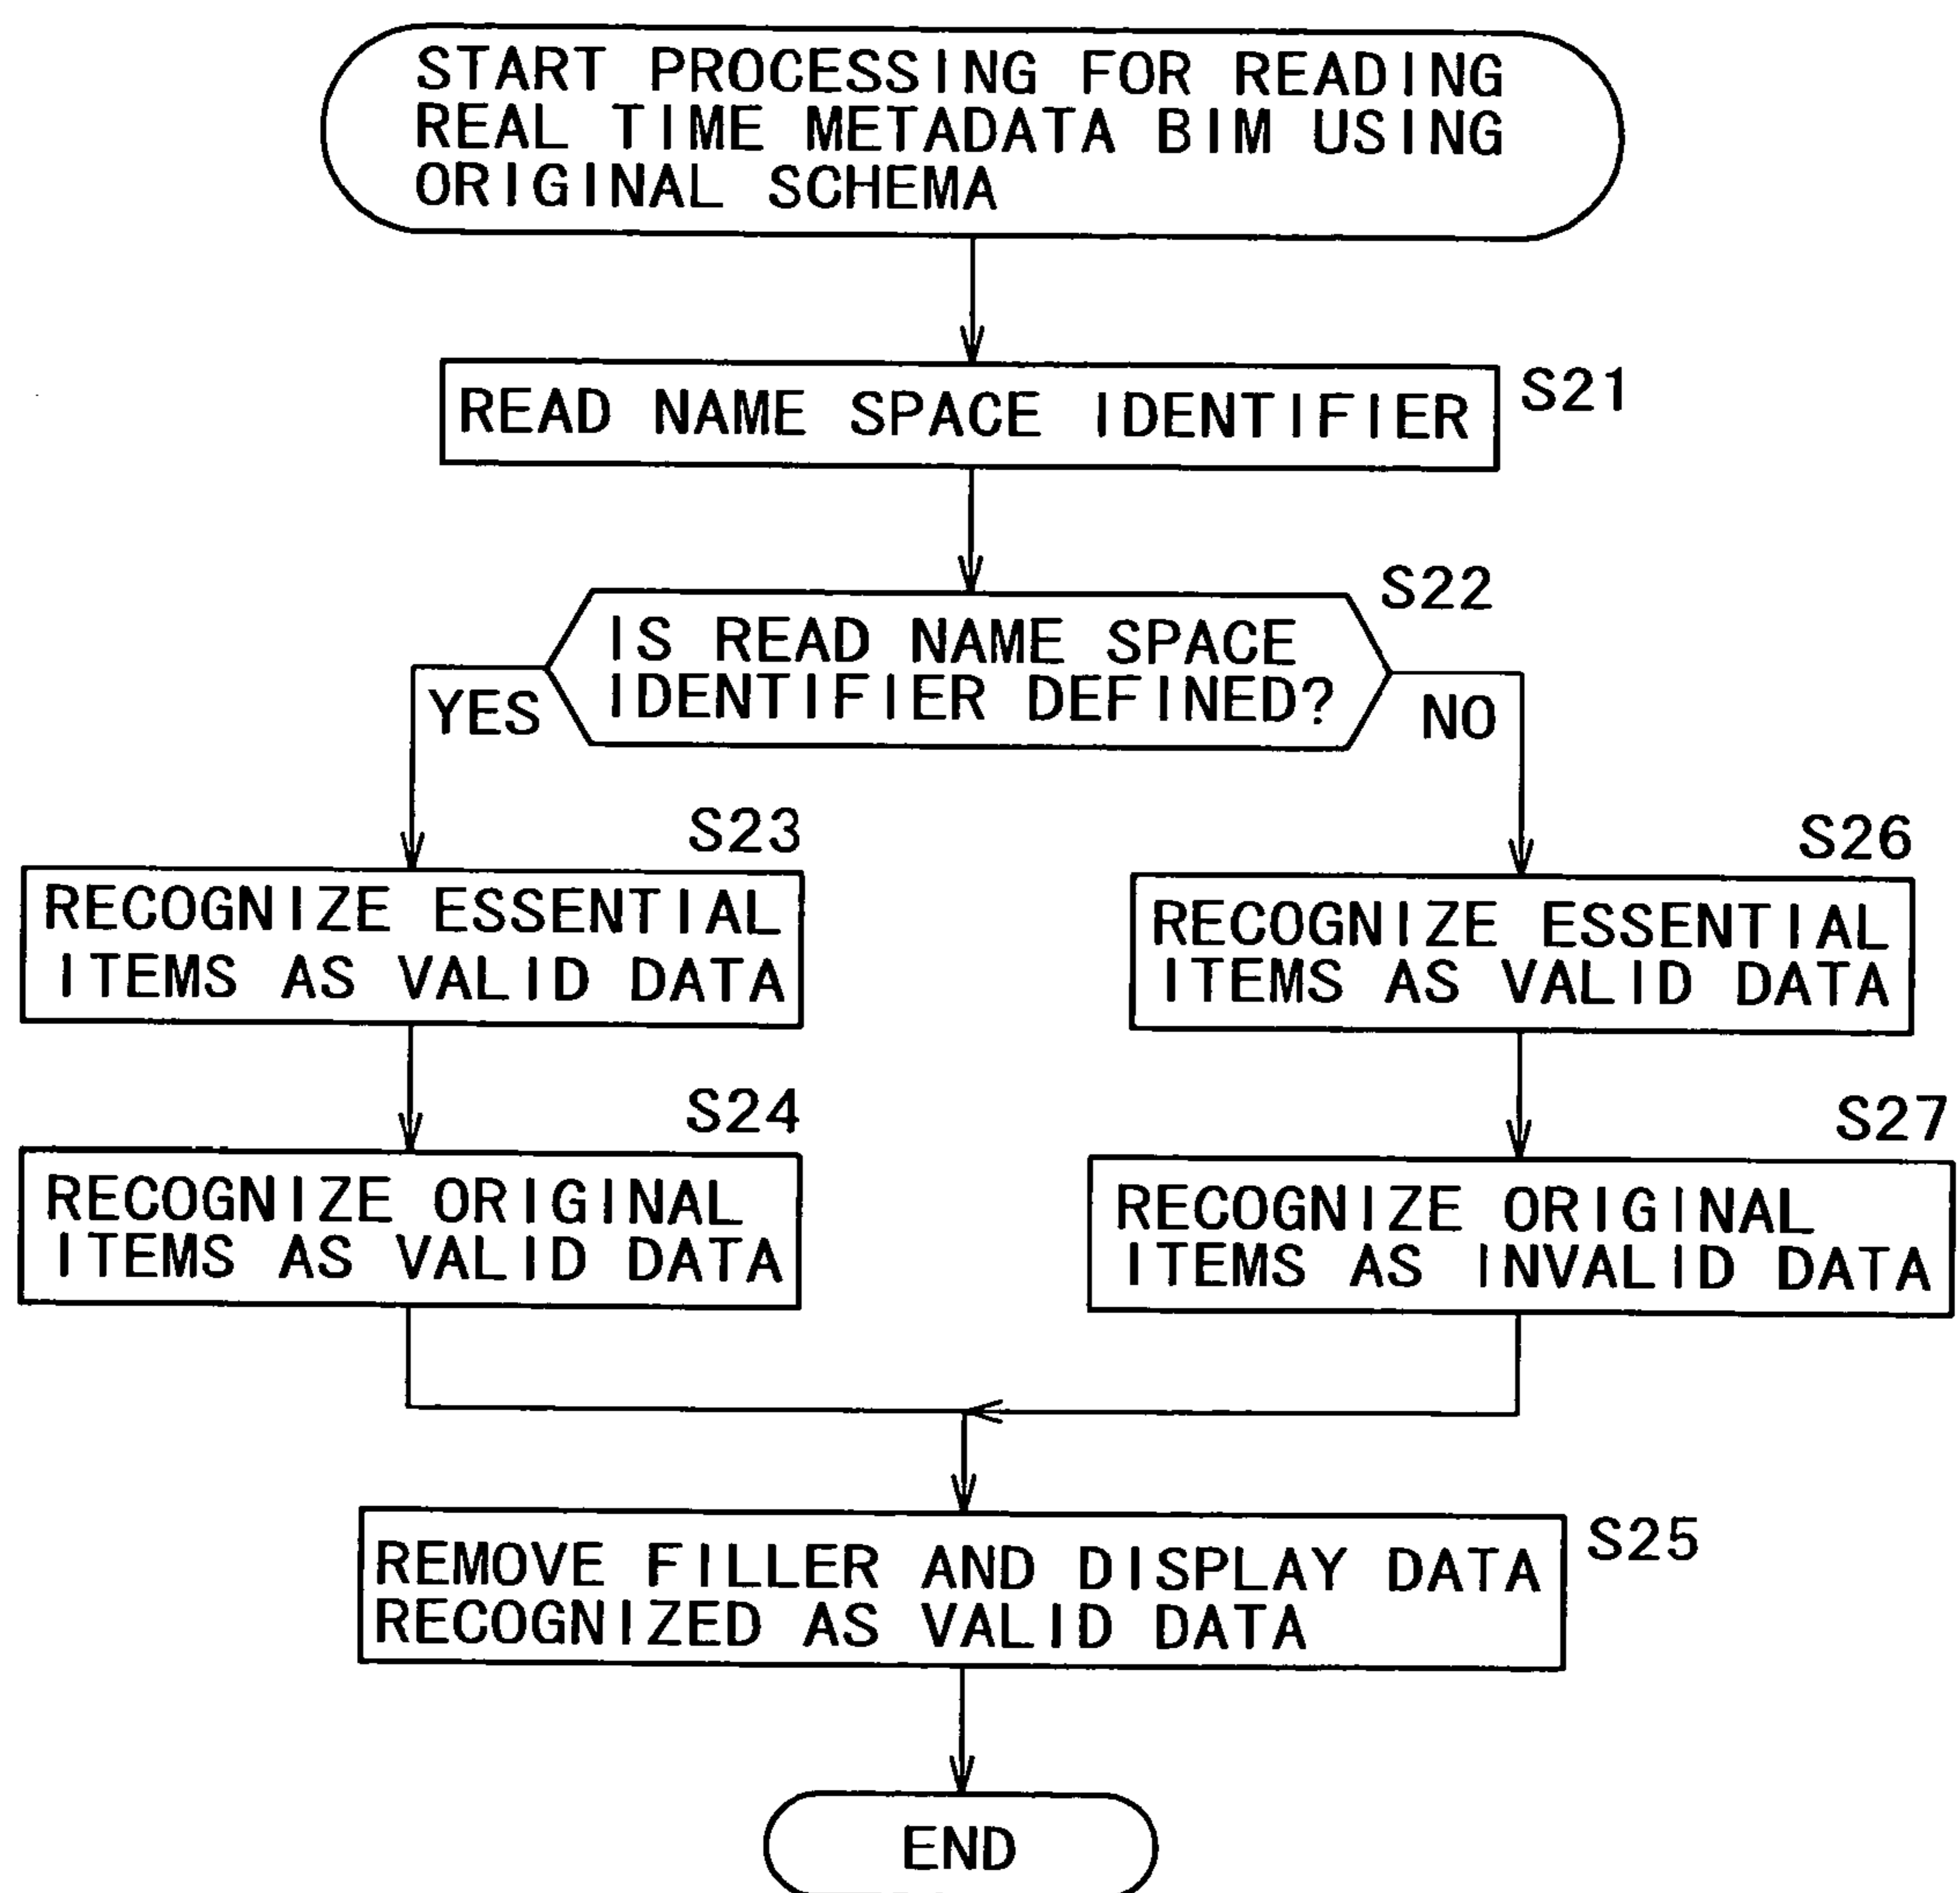 START PROCESSING FOR READING
REAL TIME METADATA BIM USING
ORIGINAL SCHEMA
READ NAME SPACE IDENTIFIER
S21
S22
IS READ NAME SPACE
IDENTIFIER DEFINED?
YES
NO
S23
RECOGNIZE ESSENTIAL
ITEMS AS VALID DATA
S26
RECOGNIZE ESSENTIAL
ITEMS AS VALID DATA
S24
RECOGNIZE ORIGINAL
ITEMS AS VALID DATA
S27
RECOGNIZE ORIGINAL
ITEMS AS INVALID DATA
REMOVE FILLER AND DISPLAY DATA
RECOGNIZED AS VALID DATA
S25
END